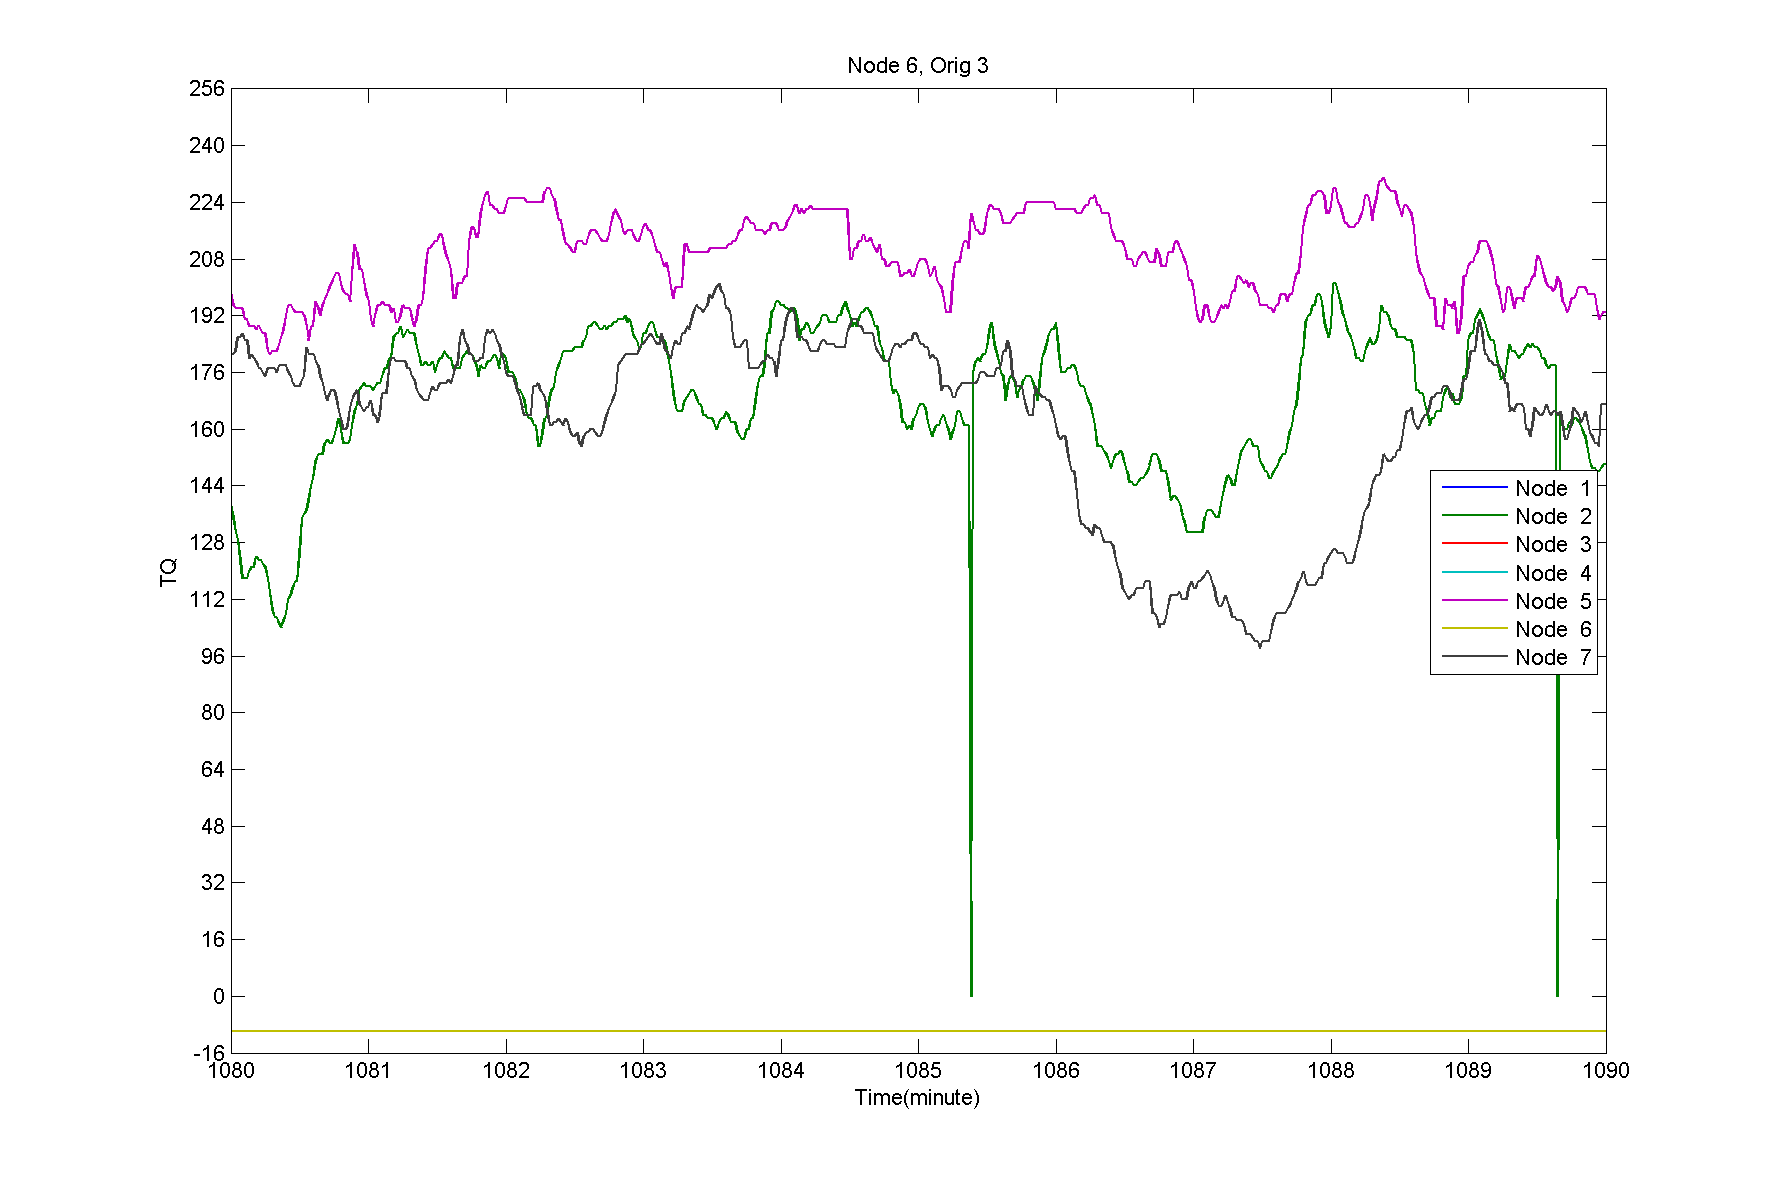 Node 6, Orig 3
256
240
224
208
192
176
160
144
128
112
96
80
64
48
32
16
0
-16
TQ
Node 1
Node 2
Node 3
Node 4
Node 5
Node 6
Node 7
1080 1081 1082 1083 1084 1085 1086 1087 1088 1089 1090
Time(minute)